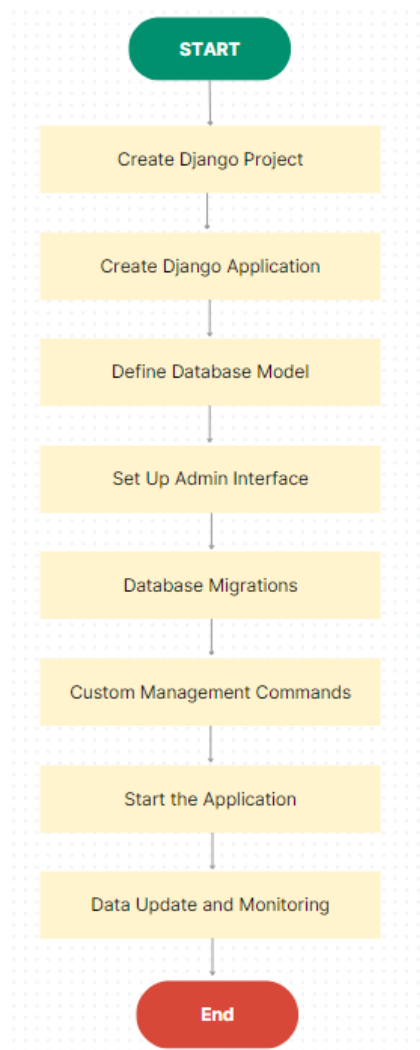 START
Create Django Project
Create Django Application
Define Database Model
Set Up Admin Interface
Database Migrations
Custom Management Commands
Start the Application
Data Update and Monitoring
End